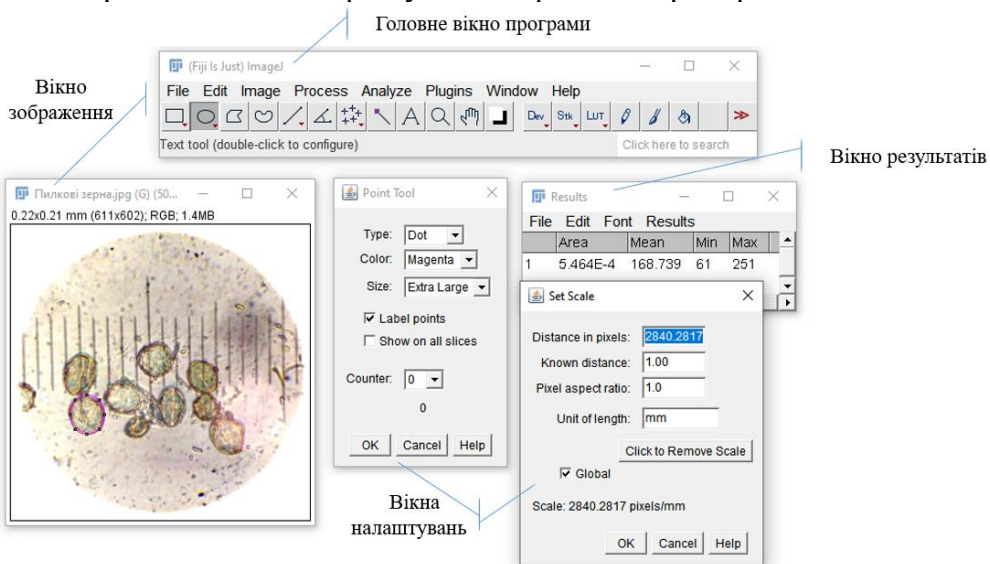 Головне вікно програми
(Fiji Is Just) ImageJ
Вікно
зображення
File Edit Image Process Analyze Plugins Window Help
Dev Stk LUT
Text tool (double-click to configure) Click here to search
Вікно результатів
Пилкові зерна.jpg (G) (50...
0.22x0.21 mm (611x602); RGB; 1.4MB
Point Tool
Type: Dot
Color: Magenta
Size: Extra Large
Label points
Show on all slices
Counter: 0
0
OK Cancel Help
Results
File Edit Font Results
Area Mean Min Max
1 5.464E-4 168.739 61 251
Set Scale
Distance in pixels: 2840.2817
Known distance: 1.00
Pixel aspect ratio: 1.0
Unit of length: mm
Click to Remove Scale
Global
Scale: 2840.2817 pixels/mm
OK Cancel Help
Вікна
налаштувань